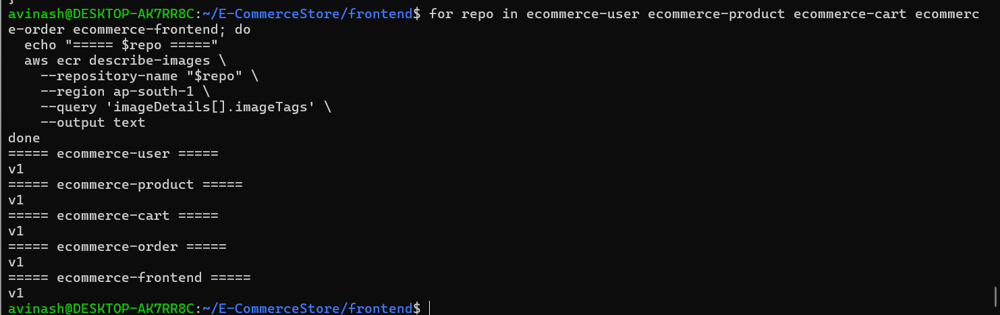 avinash@DESKTOP-AK7RR8C:~/E-CommerceStore/frontend$ for repo in ecommerce-user ecommerce-product ecommerce-cart ecommerc
e-order ecommerce-frontend; do
  echo "===== $repo ====="
  aws ecr describe-images \
    --repository-name "$repo" \
    --region ap-south-1 \
    --query 'imageDetails[].imageTags' \
    --output text
done
===== ecommerce-user =====
v1
===== ecommerce-product =====
v1
===== ecommerce-cart =====
v1
===== ecommerce-order =====
v1
===== ecommerce-frontend =====
v1
avinash@DESKTOP-AK7RR8C:~/E-CommerceStore/frontend$